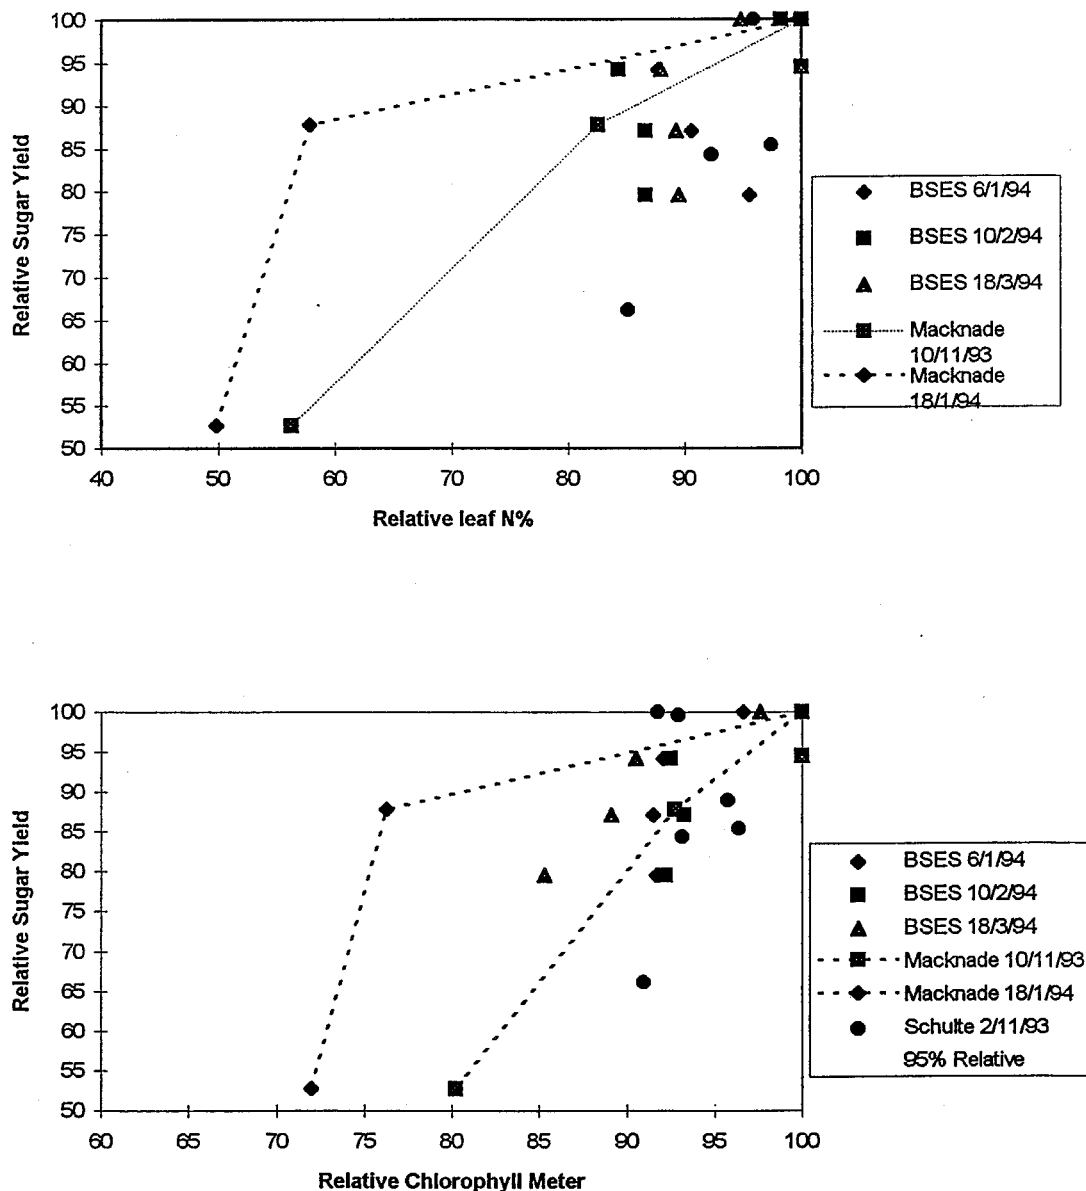 Relative Sugar Yield
100
95
90
85
80
75
70
65
60
55
50
40 50 60 70 80 90 100
Relative leaf N%
BSES 6/1/94
BSES 10/2/94
BSES 18/3/94
Macknade
10/11/93
Macknade
18/1/94
Relative Sugar Yield
100
95
90
85
80
75
70
65
60
55
50
60 65 70 75 80 85 90 95 100
Relative Chlorophyll Meter
BSES 6/1/94
BSES 10/2/94
BSES 18/3/94
Macknade 10/11/93
Macknade 18/1/94
Schulte 2/11/93
95% Relative